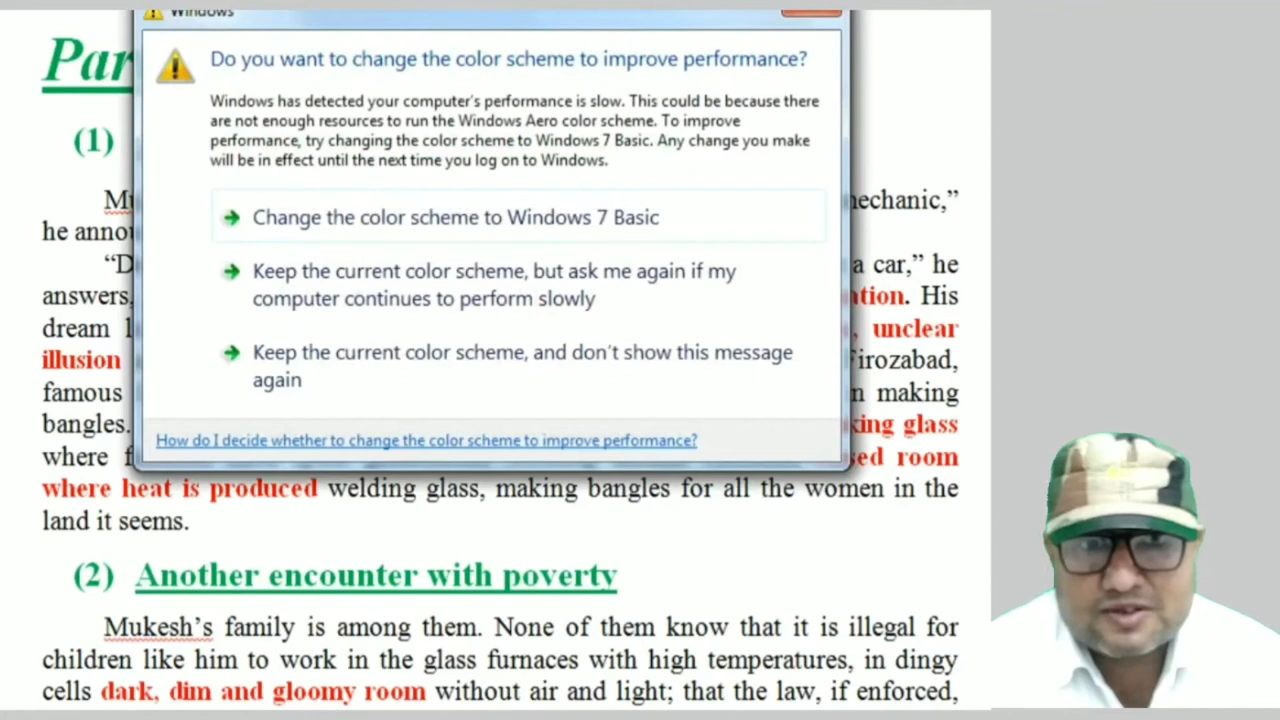 Windows
Par
Do you want to change the color scheme to improve performance?
Windows has detected your computer's performance is slow. This could be because there
are not enough resources to run the Windows Aero color scheme. To improve
performance, try changing the color scheme to Windows 7 Basic. Any change you make
will be in effect until the next time you log on to Windows.
Change the color scheme to Windows 7 Basic
Keep the current color scheme, but ask me again if my
computer continues to perform slowly
Keep the current color scheme, and don't show this message
again
How do I decide whether to change the color scheme to improve performance?
(1)
Mu mechanic,”
he anno
“D a car,” he
answers, ation. His
dream l , unclear
illusion Firozabad,
famous n making
bangles. king glass
where f sed room
where heat is produced welding glass, making bangles for all the women in the
land it seems.
(2) Another encounter with poverty
Mukesh’s family is among them. None of them know that it is illegal for
children like him to work in the glass furnaces with high temperatures, in dingy
cells dark, dim and gloomy room without air and light; that the law, if enforced,